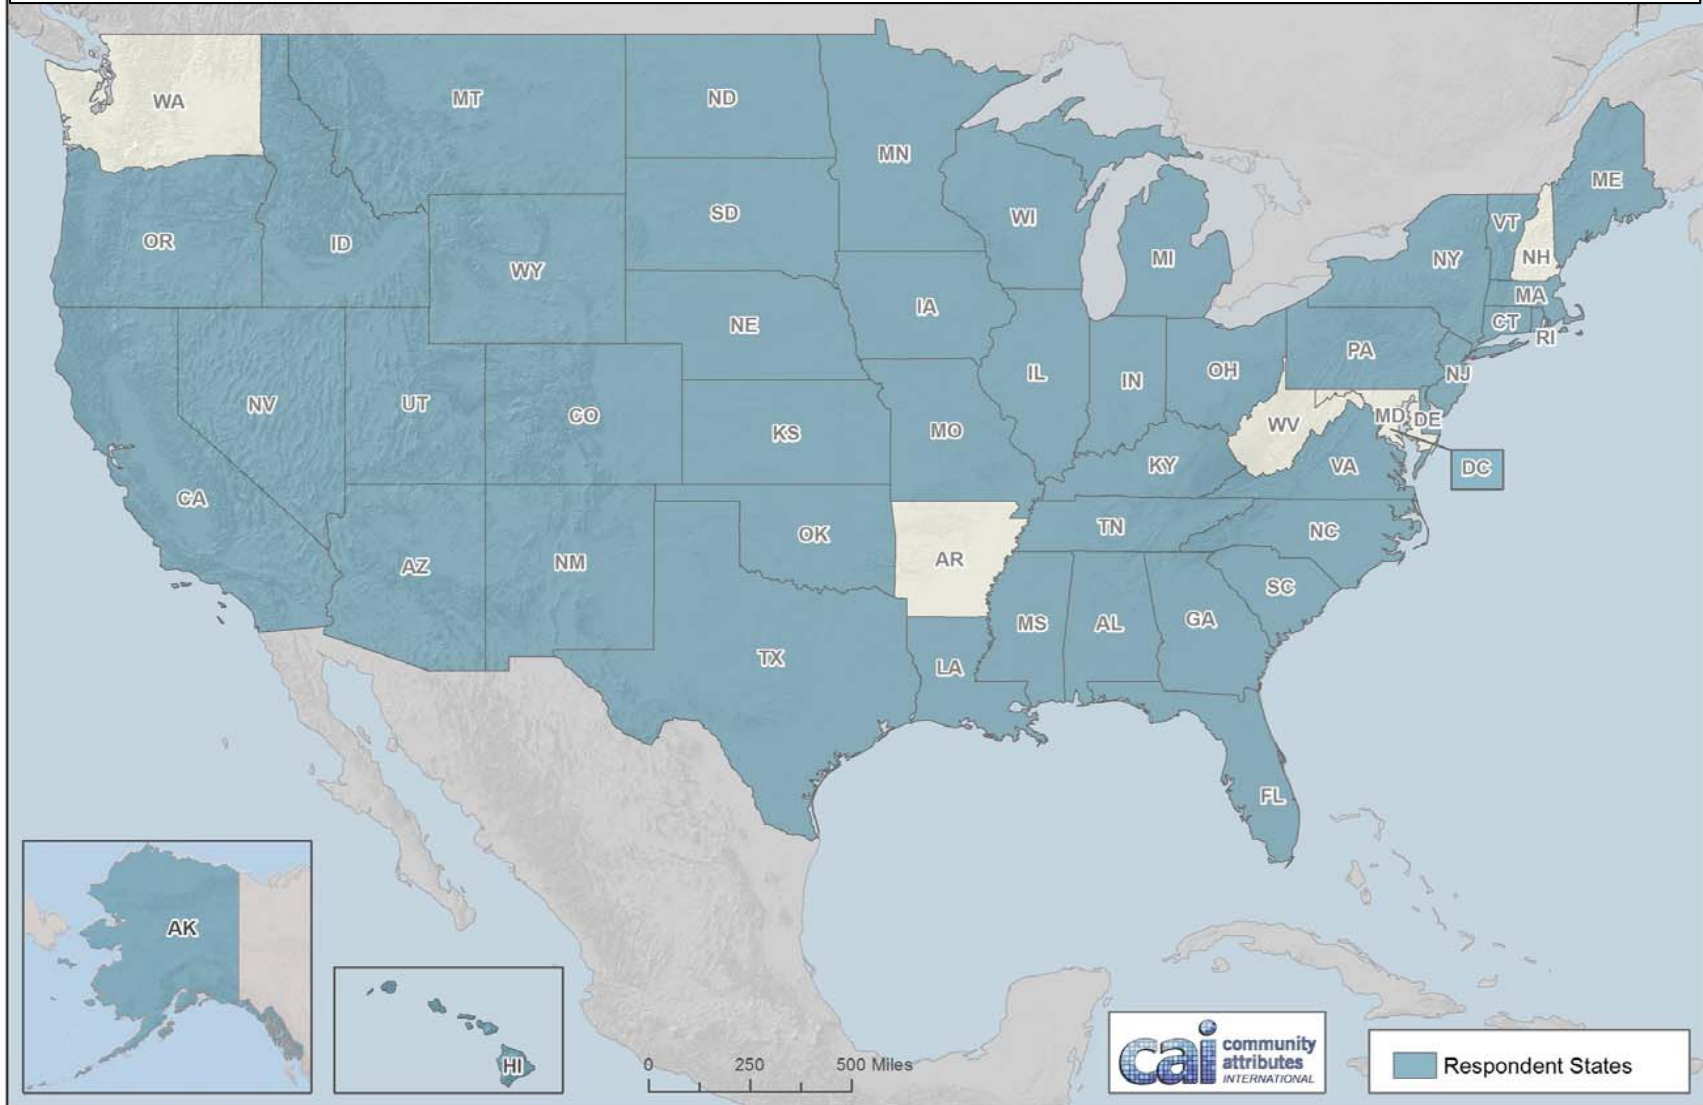 WA
MT
ND
MN
ME
OR
ID
SD
WI
VT
WY
MI
NY
NH
NE
IA
MA
CT
RI
NV
UT
CO
KS
MO
IL
IN
OH
PA
NJ
WV
MD
DE
CA
KY
VA
DC
AZ
NM
OK
AR
TN
NC
TX
LA
MS
AL
GA
SC
FL
AK
HI
0 250 500 Miles
cai community
attributes
INTERNATIONAL
Respondent States